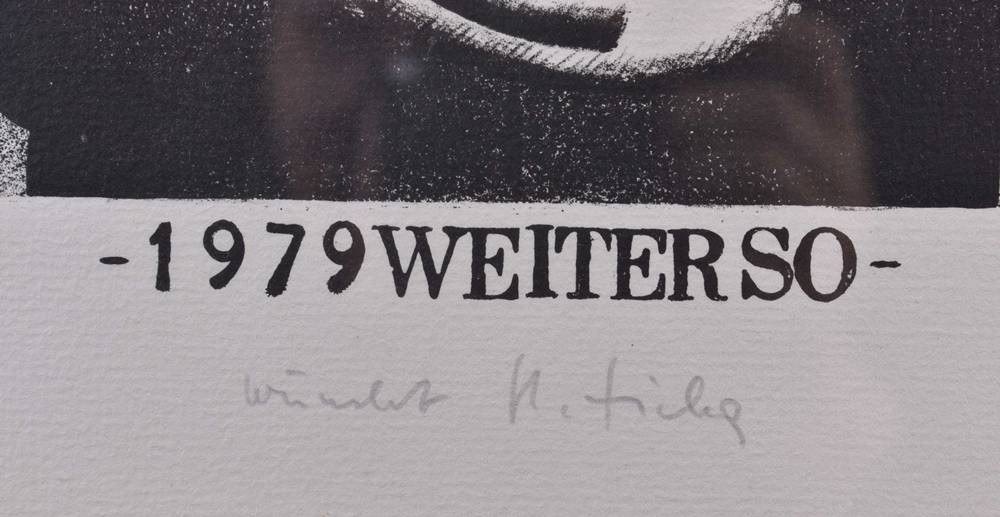 -1979 WEITER SO-
wünscht H.